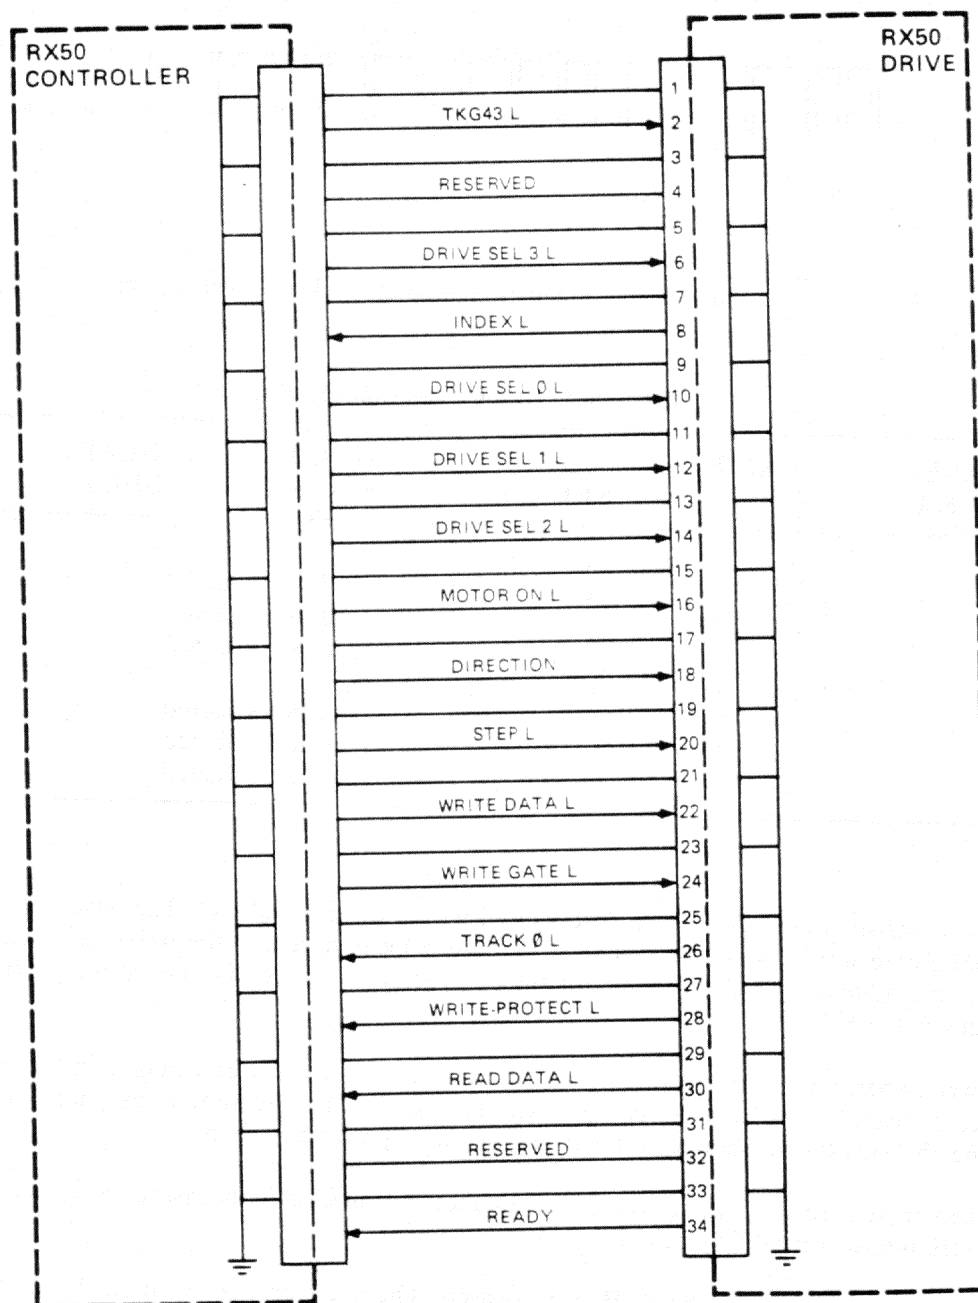 RX50
CONTROLLER
RX50
DRIVE
1
TKG43 L
2
3
RESERVED
4
5
DRIVE SEL 3 L
6
7
INDEX L
8
9
DRIVE SEL 0 L
10
11
DRIVE SEL 1 L
12
13
DRIVE SEL 2 L
14
15
MOTOR ON L
16
17
DIRECTION
18
19
STEP L
20
21
WRITE DATA L
22
23
WRITE GATE L
24
25
TRACK 0 L
26
27
WRITE-PROTECT L
28
29
READ DATA L
30
31
RESERVED
32
33
READY
34